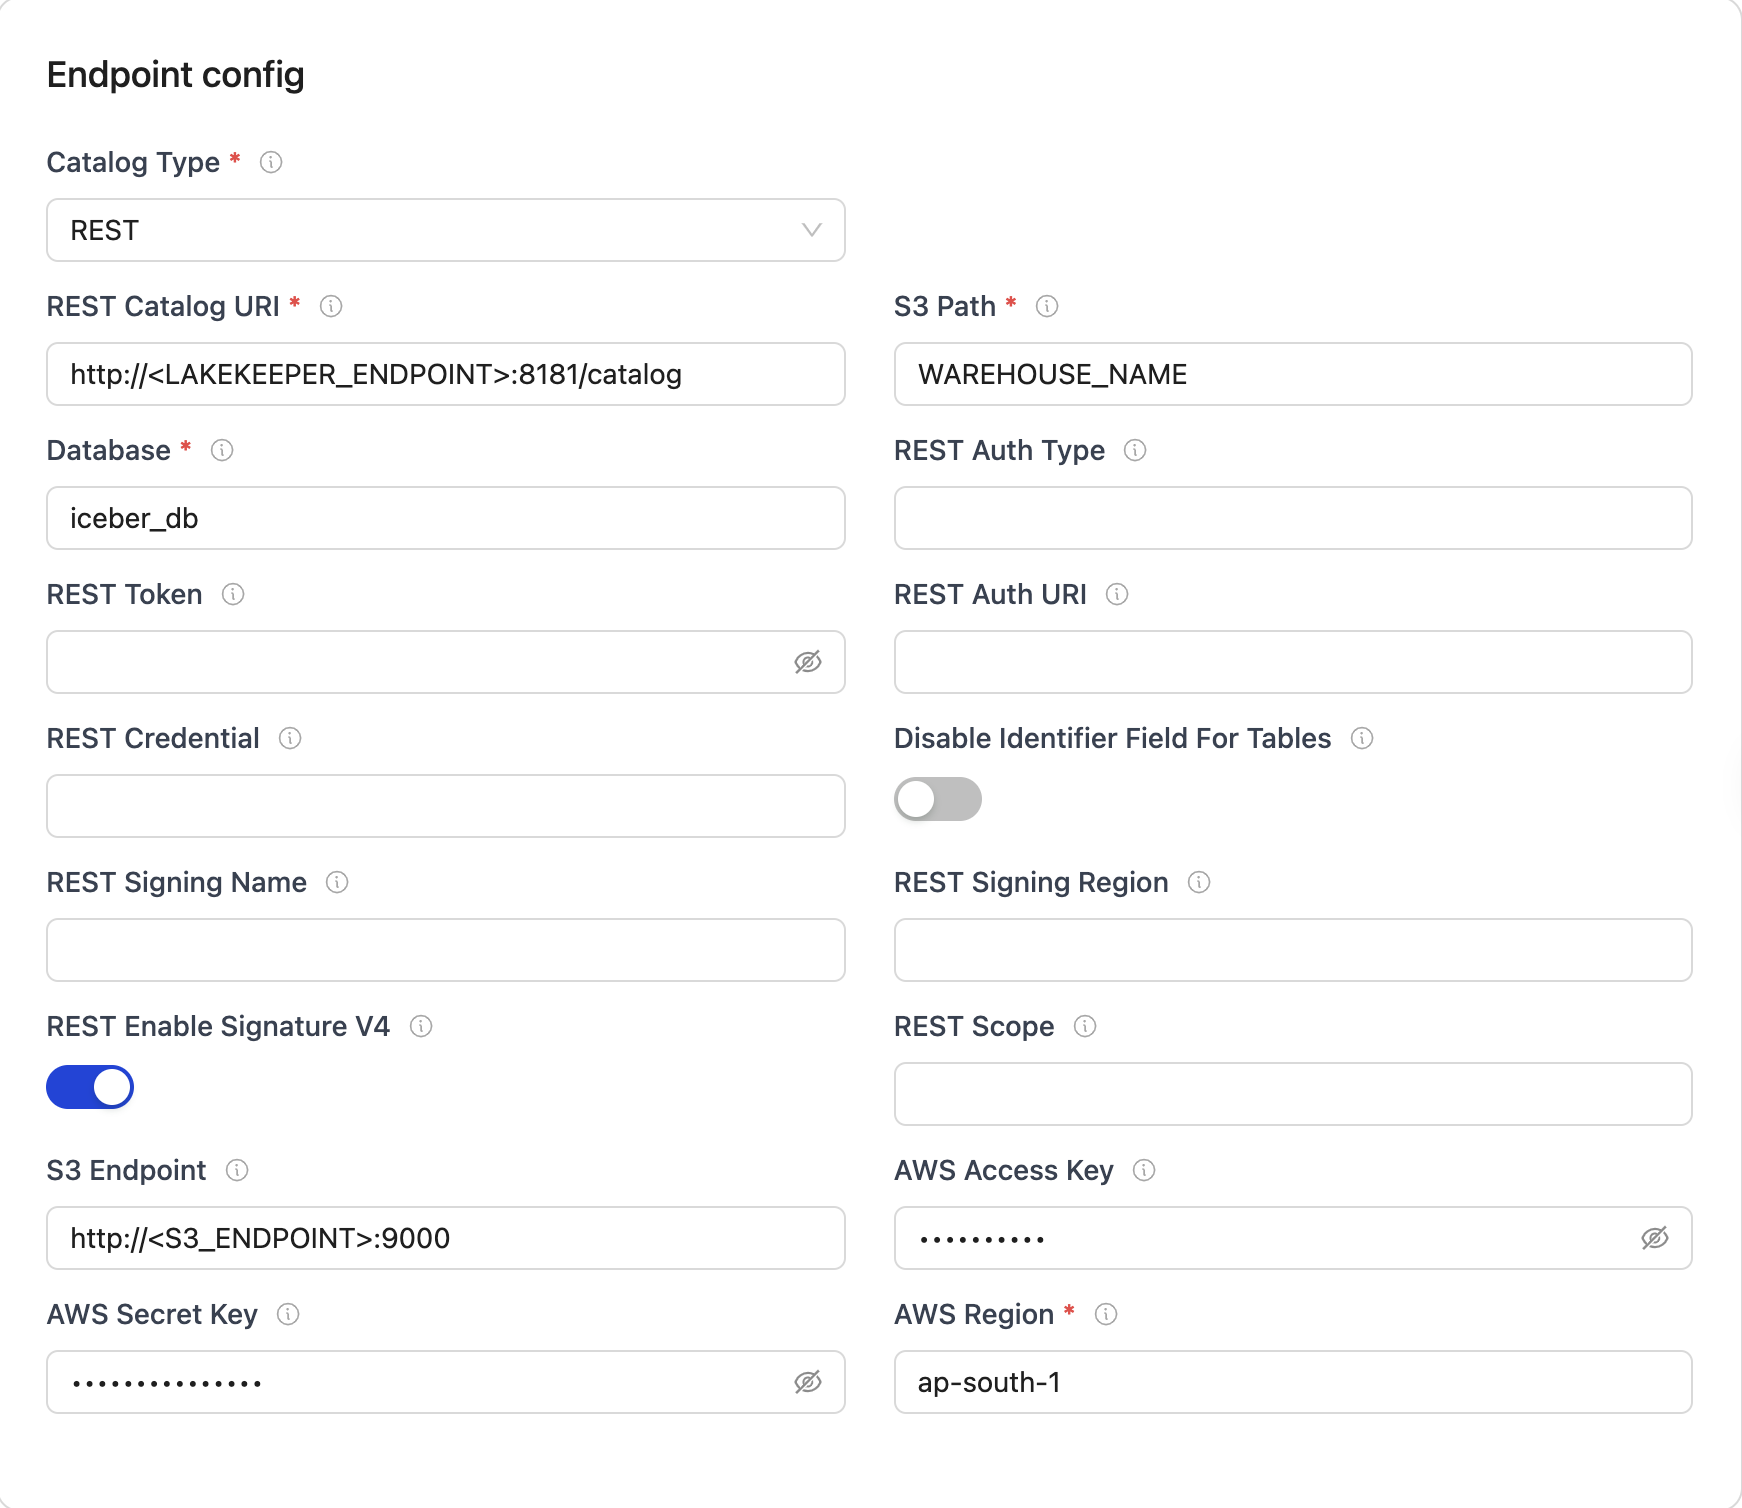 Endpoint config
Catalog Type *
REST
REST Catalog URI *
S3 Path *
http://<LAKEKEEPER_ENDPOINT>:8181/catalog
WAREHOUSE_NAME
Database *
REST Auth Type
iceber_db
REST Token
REST Auth URI
REST Credential
Disable Identifier Field For Tables
REST Signing Name
REST Signing Region
REST Enable Signature V4
REST Scope
S3 Endpoint
AWS Access Key
http://<S3_ENDPOINT>:9000
••••••••••
AWS Secret Key
AWS Region *
•••••••••••••••
ap-south-1